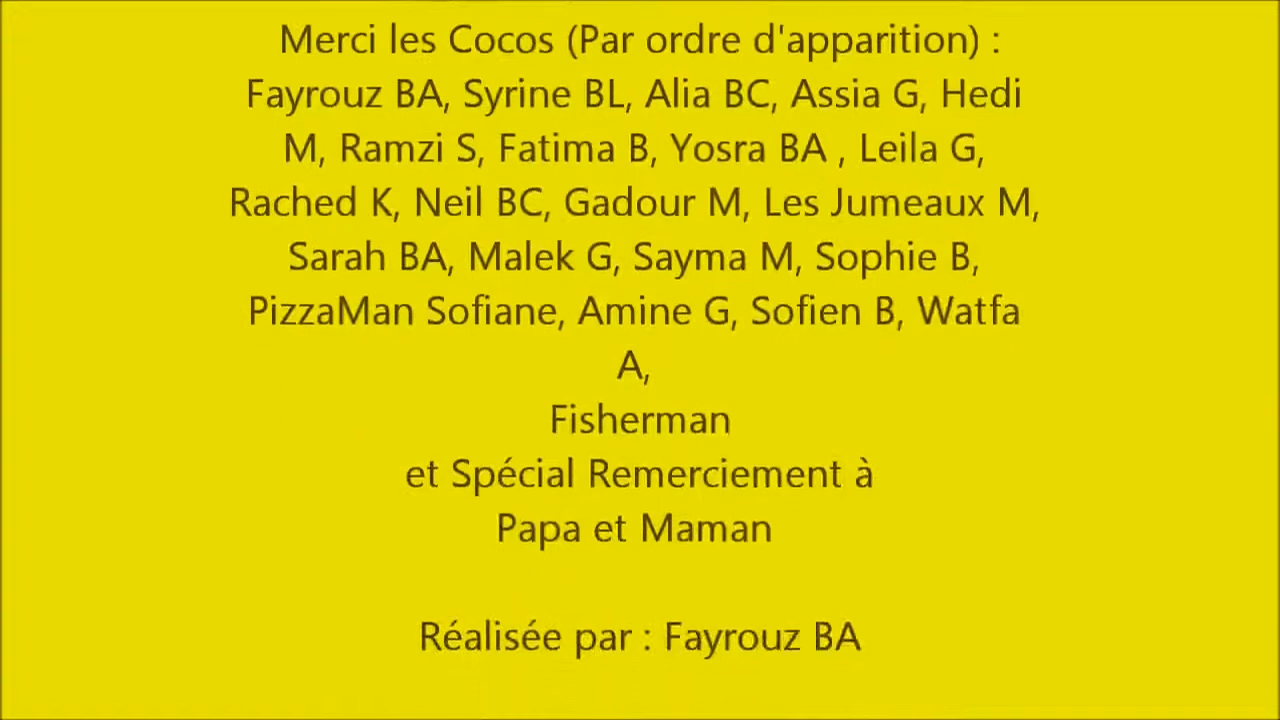 Merci les Cocos (Par ordre d'apparition) :
Fayrouz BA, Syrine BL, Alia BC, Assia G, Hedi
M, Ramzi S, Fatima B, Yosra BA , Leila G,
Rached K, Neil BC, Gadour M, Les Jumeaux M,
Sarah BA, Malek G, Sayma M, Sophie B,
PizzaMan Sofiane, Amine G, Sofien B, Watfa
A,
Fisherman
et Spécial Remerciement à
Papa et Maman
Réalisée par : Fayrouz BA